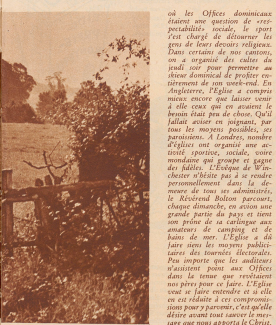 où les Offices dominicaux
étaient une question de «res-
pectabilité» sociale, le sport
s'est chargé de détourner les
gens de leurs devoirs religieux.
Dans certains de nos cantons,
on a organisé des cultes du
jeudi soir pour permettre au
skieur dominical de profiter en-
tièrement de son week-end. En
Angleterre, l'Eglise a compris
mieux encore que laisser venir
à elle ceux qui en avaient le
besoin était peu de chose. Qu'il
fallait aviser en joignant, par
tous les moyens possibles, les
paroissiens. A Londres, nombre
d'églises ont organisé une ac-
tivité sportive, sociale, voire
mondaine qui groupe et gagne
des fidèles. L'Evêque de Win-
chester n'hésite pas à se rendre
personnellement dans la de-
meure de tous ses administrés,
le Révérend Bolton parcourt,
chaque dimanche, en avion une
grande partie du pays et tient
son prône de sa carlingue aux
amateurs de camping et de
bains de mer. L'Eglise a dû
faire siens les moyens publici-
taires des tournées électorales.
Peu importe que les auditeurs
n'assistent point aux Offices
dans la tenue que revêtaient
nos pères pour ce faire. L'Eglise
veut se faire entendre et si elle
en est réduite à ces compromis-
sions pour y parvenir, c'est qu'elle
désire avant tout sauver le mes-
sage que nous apporta le Christ